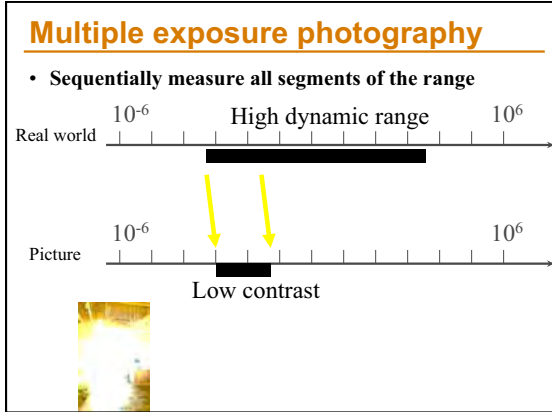 Multiple exposure photography
• Sequentially measure all segments of the range
10-6 High dynamic range 106
Real world
10-6 106
Picture
Low contrast